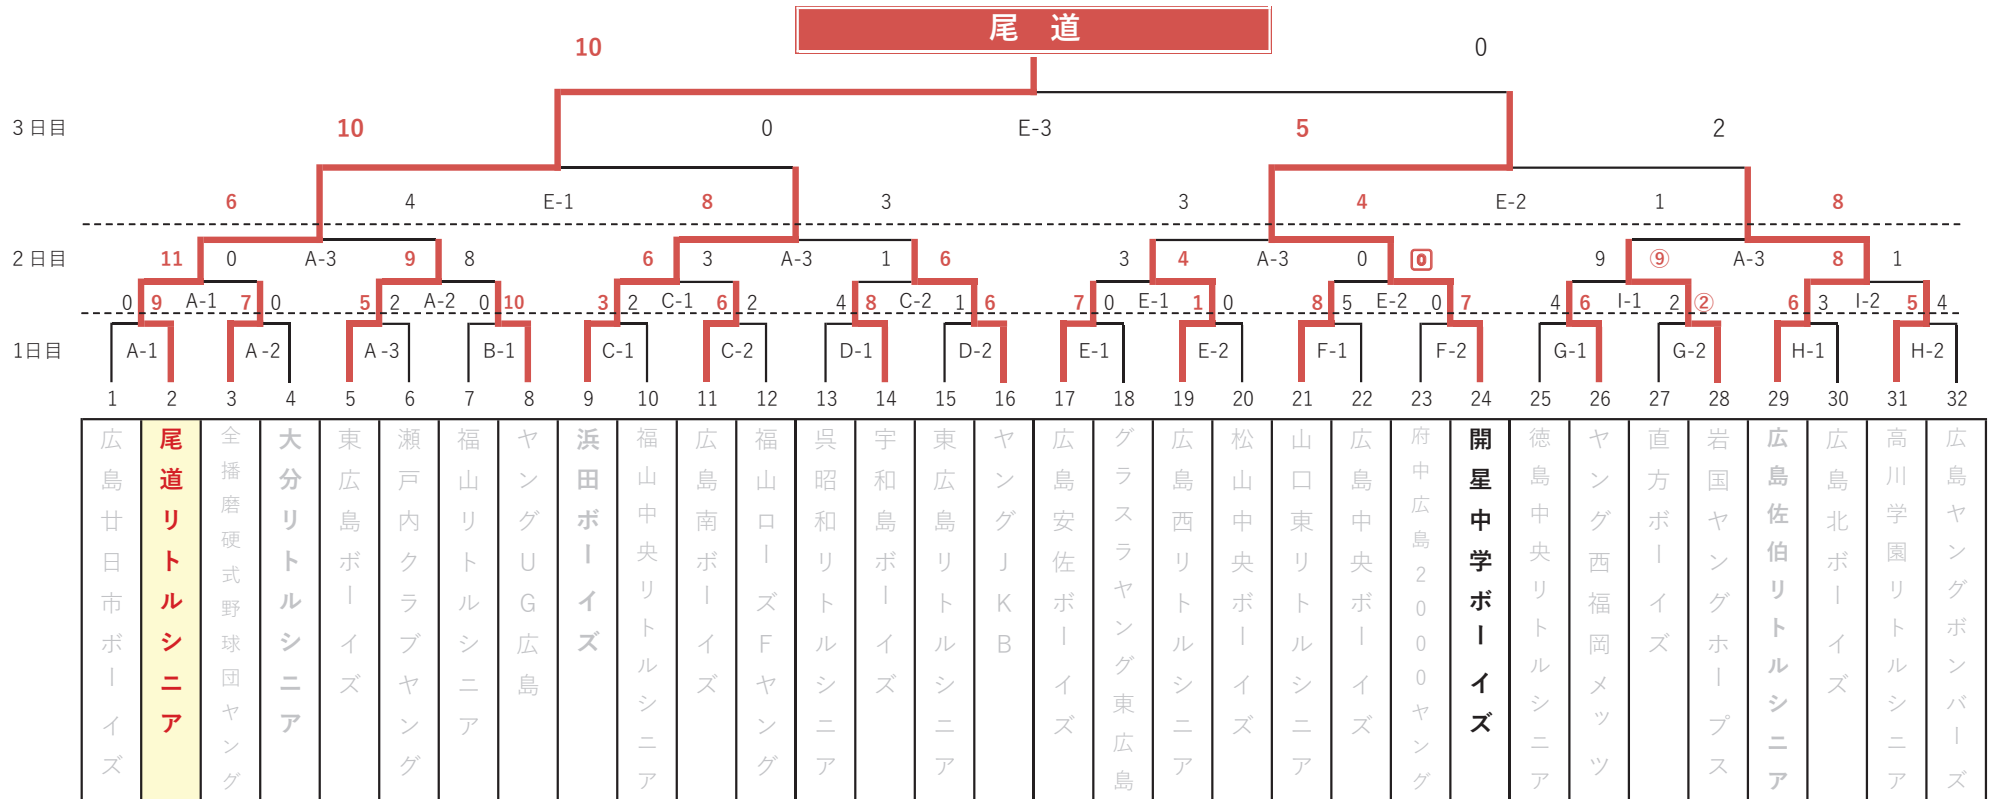 尾 道
10 0
3日目 10 0 E-3 5 2
6 4 E-1 8 3 3 4 E-2 1 8
2日目 11 0 A-3 9 8 6 3 A-3 1 6 3 4 A-3 0 0 9 ⑨ A-3 8 1
0 9 A-1 7 0 5 2 A-2 0 10 3 2 C-1 6 2 4 8 C-2 1 6 7 0 E-1 1 0 8 5 E-2 0 7 4 6 I-1 2 ② 6 3 I-2 5 4
1日目 A-1 A-2 A-3 B-1 C-1 C-2 D-1 D-2 E-1 E-2 F-1 F-2 G-1 G-2 H-1 H-2
1 2 3 4 5 6 7 8 9 10 11 12 13 14 15 16 17 18 19 20 21 22 23 24 25 26 27 28 29 30 31 32
広島廿日市ボーイズ
尾道リトルシニア
全播磨硬式野球団ヤング
大分リトルシニア
東広島ボーイズ
瀬戸内クラブヤング
福山リトルシニア
ヤングUG広島
浜田ボーイズ
福山中央リトルシニア
広島南ボーイズ
福山ローズFヤング
呉昭和リトルシニア
宇和島ボーイズ
東広島リトルシニア
ヤングJKB
広島安佐ボーイズ
グラスラヤング東広島
広島西リトルシニア
松山中央ボーイズ
山口東リトルシニア
広島中央ボーイズ
府中広島2000ヤング
開星中学ボーイズ
徳島中央リトルシニア
ヤング西福岡メッツ
直方ボーイズ
岩国ヤングホープス
広島佐伯リトルシニア
広島北ボーイズ
高川学園リトルシニア
広島ヤングボンバーズ